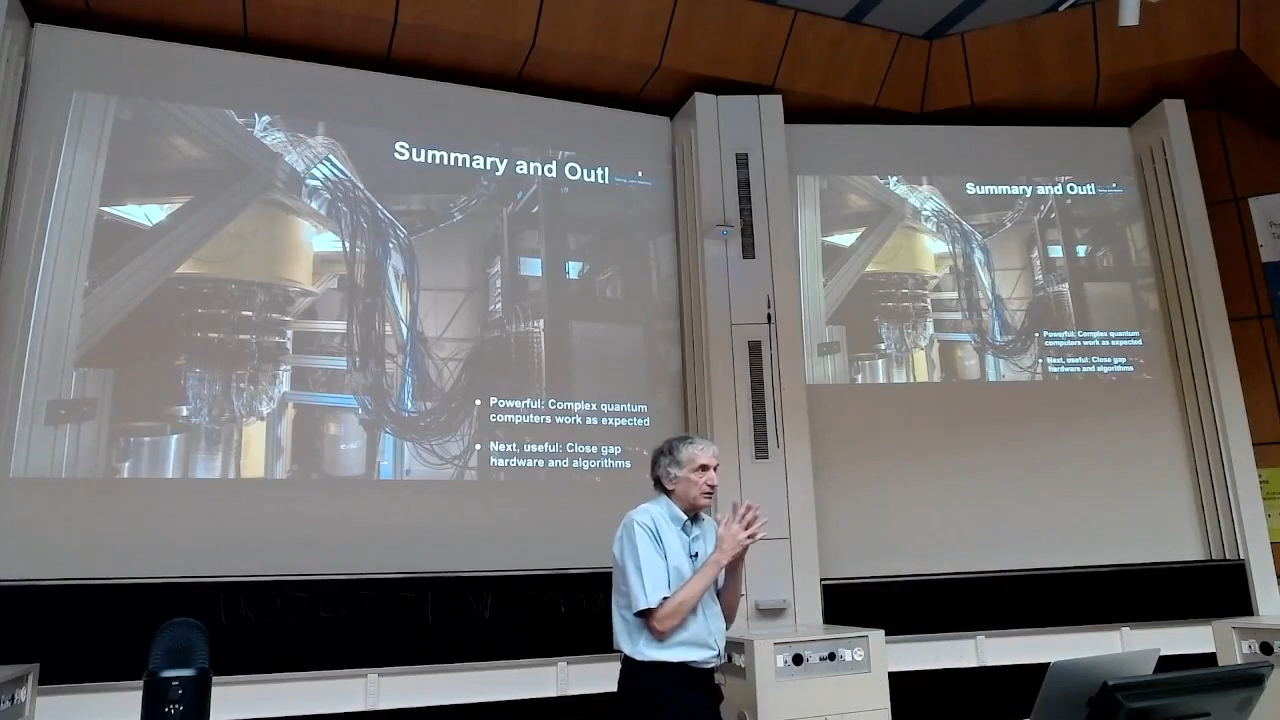 Summary and Outl
Powerful: Complex quantum
computers work as expected
Next, useful: Close gap
hardware and algorithms
Summary and Outl
Powerful: Complex quantum
computers work as expected
Next, useful: Close gap
hardware and algorithms